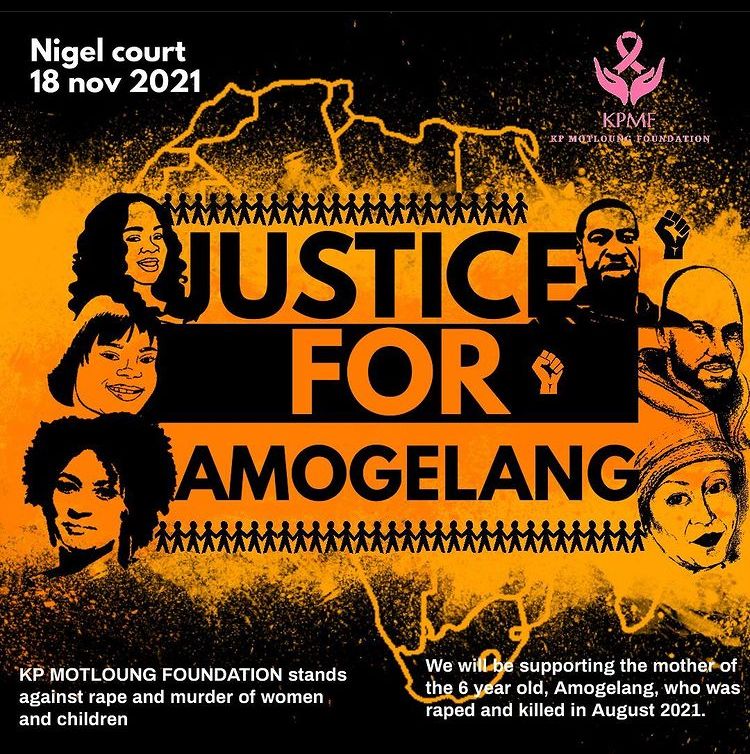 Nigel court
18 nov 2021
KPMF
KP MOTLOUNG FOUNDATION
JUSTICE
FOR
AMOGELANG
KP MOTLOUNG FOUNDATION stands
against rape and murder of women
and children
We will be supporting the mother of
the 6 year old, Amogelang, who was
raped and killed in August 2021.